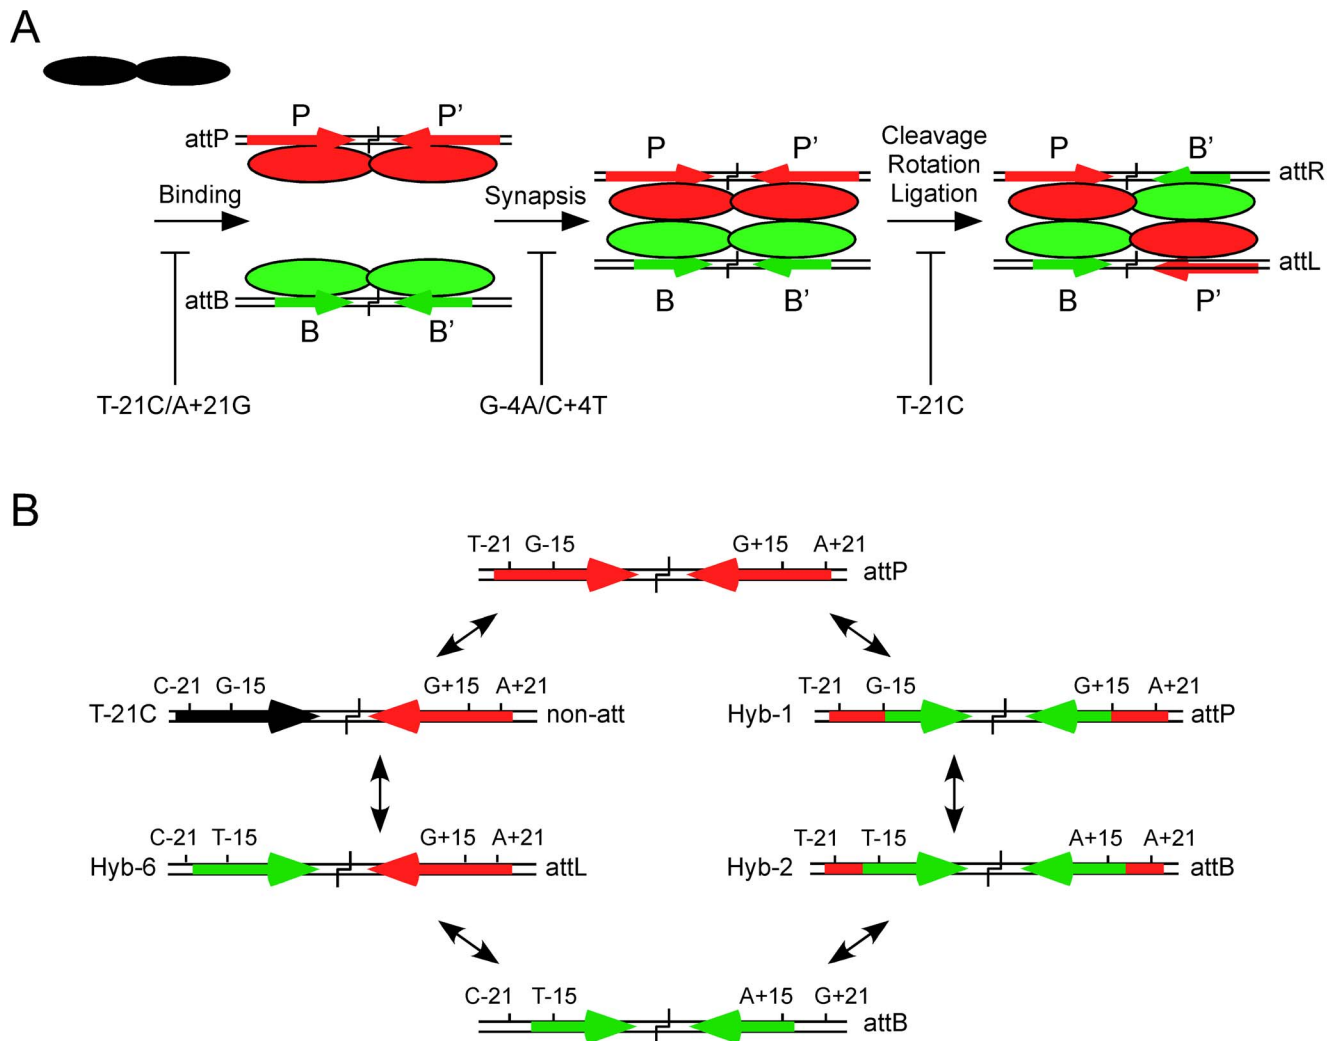 A
P P'
attP
Binding
attB
B B'
T-21C/A+21G
Synapsis
G-4A/C+4T
P P'
B B'
Cleavage
Rotation
Ligation
T-21C
P B'
attR
attL
B P'
B
T-21 G-15 G+15 A+21
attP
C-21 G-15 G+15 A+21
T-21C non-att
T-21 G-15 G+15 A+21
Hyb-1 attP
C-21 T-15 G+15 A+21
Hyb-6 attL
T-21 T-15 A+15 A+21
Hyb-2 attB
C-21 T-15 A+15 G+21
attB